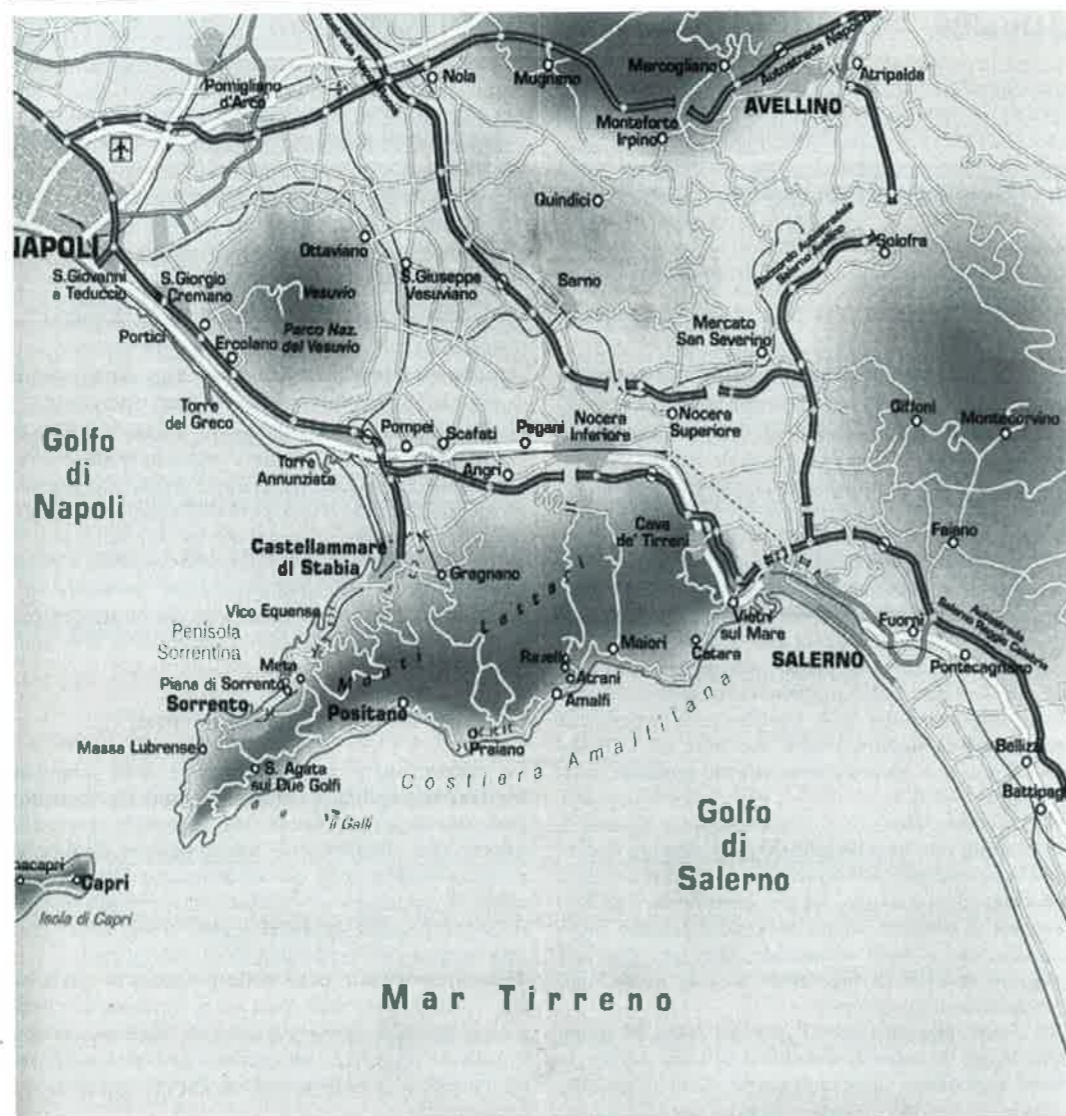 Nola
Mugnano
Marcogliano
Atripalda
Pomigliano
d'Arco
AVELLINO
Monteforte
Irpino
Quindici
NAPOLI
S. Giovanni
a Teduccio
S. Giorgio
Cremano
Ottaviano
S. Giuseppe
Vesuviano
Sarno
Raccordo Autostradale
Salerno Avellino
Solofra
Vesuvio
Parco Naz.
del Vesuvio
Portici
Ercolano
Mercato
San Severino
Torre
del Greco
Golfo
di
Napoli
Pompei
Scafati
Pagani
Nocera
Inferiore
Nocera
Superiore
Giffoni
Montecorvino
Torre
Annunziata
Angri
Cava
de' Tirreni
Faiano
Castellammare
di Stabia
Gragnano
Vico Equense
Penisola
Sorrentina
Monti Lattari
Vietri
sul Mare
Fuorni
Autostrada
Salerno Reggio Calabria
Meta
Piano di Sorrento
Sorrento
Positano
Ravello
Maiori
Cetara
SALERNO
Pontecagnano
Atrani
Amalfi
Massa Lubrense
Praiano
S. Agata
sui Due Golfi
Costiera Amalfitana
li Galli
Bellizzi
Battipag
Golfo
di
Salerno
nacapri
Capri
Isola di Capri
Mar Tirreno